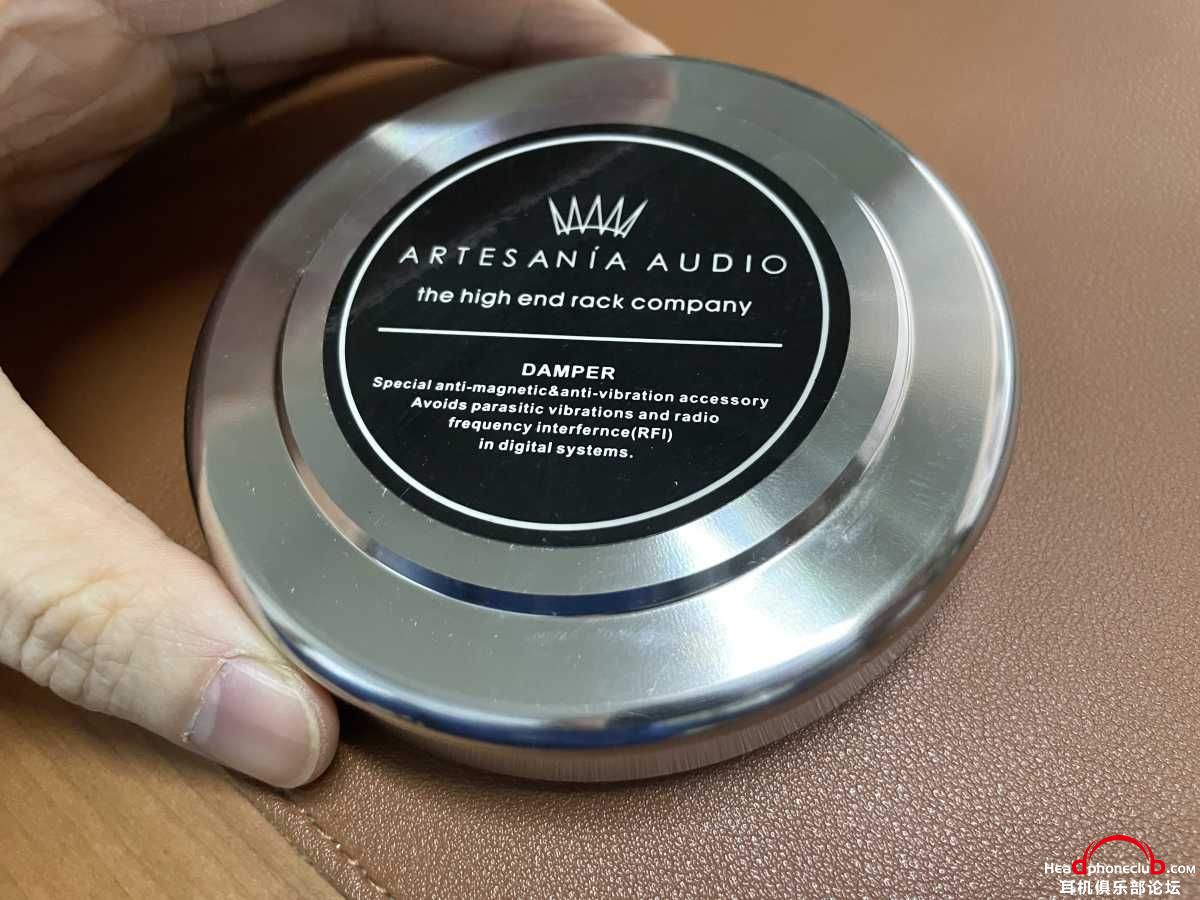 ARTESANÍA AUDIO
the high end rack company
DAMPER
Special anti-magnetic&anti-vibration accessory
Avoids parasitic vibrations and radio
frequency interfernce(RFI)
in digital systems.
Headphoneclub.com
耳机俱乐部论坛